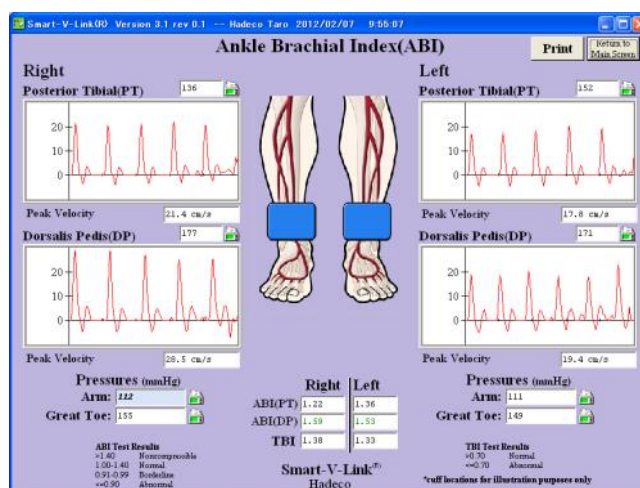 Smart-V-Link(R) Version 3.1 rev 0.1 -- Hadeco Taro 2012/02/07 9:55:07
Ankle Brachial Index(ABI)
Print
Return to
Main Screen
Right
Posterior Tibial(PT) 136
20
10
0
Peak Velocity 21.4 cm/s
Dorsalis Pedis(DP) 177
20
10
0
Peak Velocity 28.5 cm/s
Left
Posterior Tibial(PT) 152
20
10
0
Peak Velocity 17.8 cm/s
Dorsalis Pedis(DP) 171
20
10
0
Peak Velocity 19.4 cm/s
Pressures (mmHg)
Arm: 112
Great Toe: 155
ABI Test Results
>1.40 Noncompressible
1.00-1.40 Normal
0.91-0.99 Borderline
<=0.90 Abnormal
Right Left
ABI(PT) 1.22 1.36
ABI(DP) 1.59 1.53
TBI 1.38 1.33
Smart-V-Link(R)
Hadeco
Pressures (mmHg)
Arm: 111
Great Toe: 149
TBI Test Results
>0.70 Normal
<=0.70 Abnormal
*cuff locations for illustration purposes only